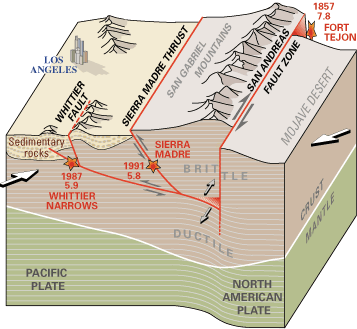 1857
7.8
FORT
TEJON
LOS
ANGELES
WHITTIER
FAULT
SIERRA MADRE THRUST
SAN GABRIEL
MOUNTAINS
SAN ANDREAS
FAULT ZONE
MOJAVE DESERT
Sedimentary
rocks
1987
5.9
WHITTIER
NARROWS
SIERRA
MADRE
1991
5.8
BRITTLE
DUCTILE
CRUST
MANTLE
PACIFIC
PLATE
NORTH
AMERICAN
PLATE